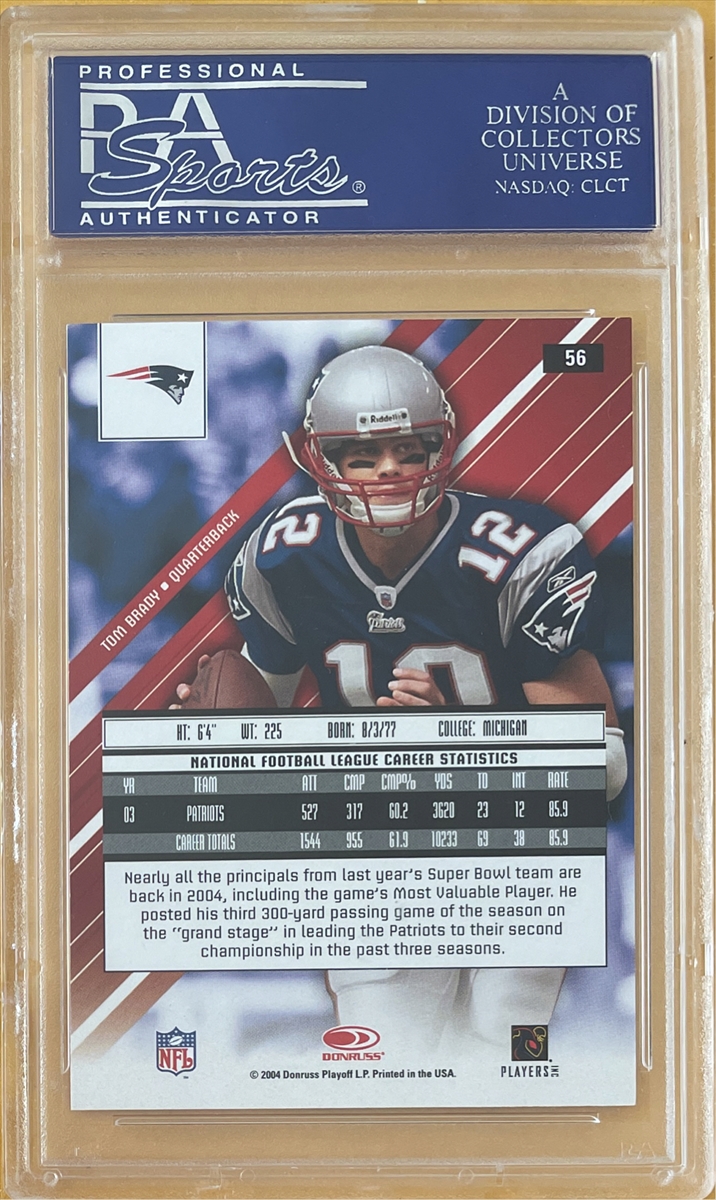 PROFESSIONAL
PSA
Sports®
AUTHENTICATOR
A
DIVISION OF
COLLECTORS
UNIVERSE
NASDAQ: CLCT
56
Riddell
TOM BRADY ■ QUARTERBACK
12
12
Patriots
12
HT: 6'4" WT: 225 BORN: 8/3/77 COLLEGE: MICHIGAN
NATIONAL FOOTBALL LEAGUE CAREER STATISTICS
YR TEAM ATT CMP CMP% YDS TD INT RATE
03 PATRIOTS 527 317 60.2 3620 23 12 85.9
CAREER TOTALS 1544 955 61.9 10233 69 38 85.9
Nearly all the principals from last year's Super Bowl team are
back in 2004, including the game's Most Valuable Player. He
posted his third 300-yard passing game of the season on
the "grand stage" in leading the Patriots to their second
championship in the past three seasons.
NFL
DONRUSS®
PLAYERS INC
© 2004 Donruss Playoff L.P. Printed in the USA.